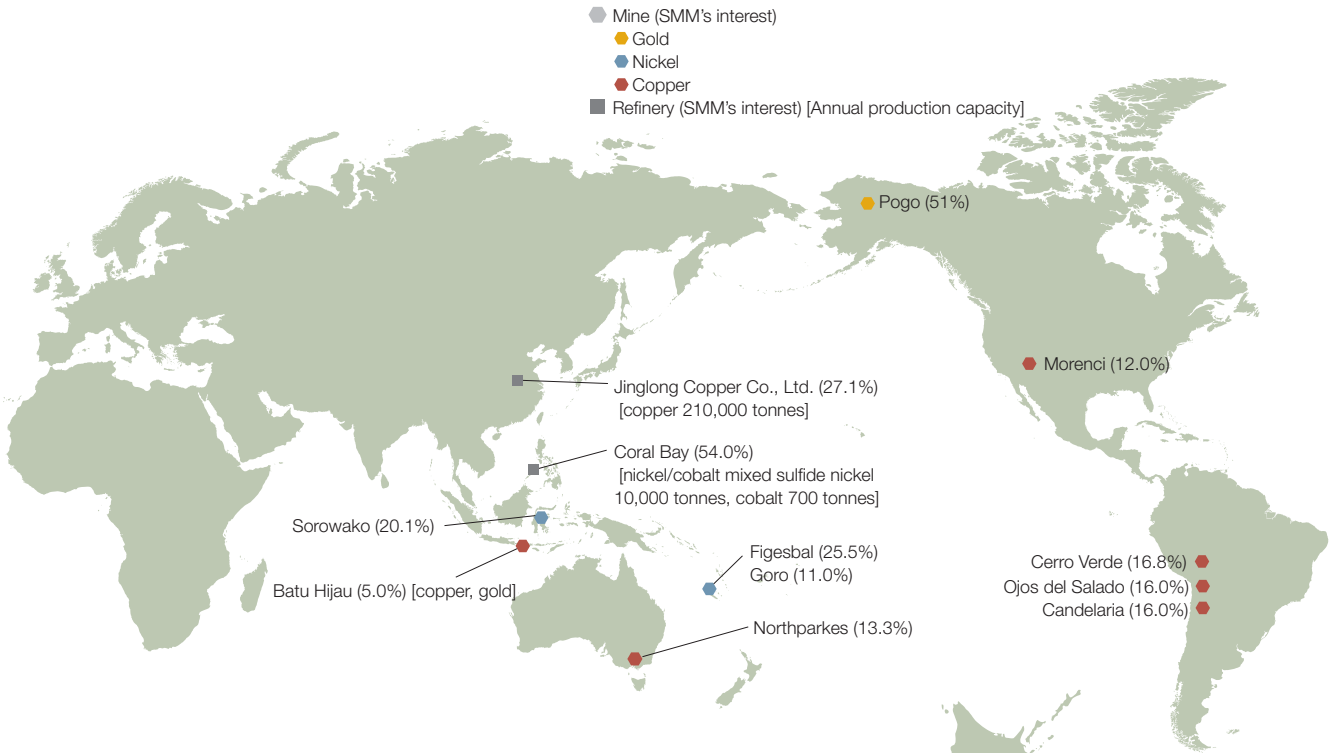 Mine (SMM's interest)
Gold
Nickel
Copper
Refinery (SMM's interest) [Annual production capacity]
Pogo (51%)
Morenci (12.0%)
Jinglong Copper Co., Ltd. (27.1%)
[copper 210,000 tonnes]
Coral Bay (54.0%)
[nickel/cobalt mixed sulfide nickel
10,000 tonnes, cobalt 700 tonnes]
Sorowako (20.1%)
Batu Hijau (5.0%) [copper, gold]
Figesbal (25.5%)
Goro (11.0%)
Northparkes (13.3%)
Cerro Verde (16.8%)
Ojos del Salado (16.0%)
Candelaria (16.0%)